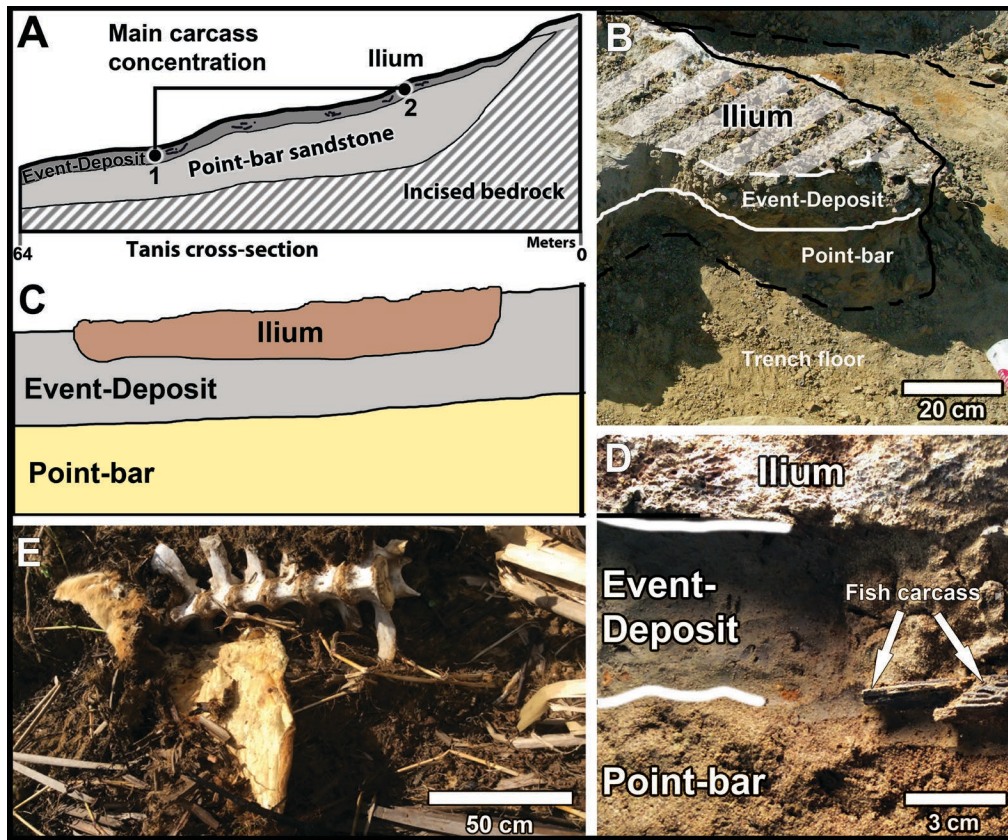 A
Main carcass
concentration
Ilium
2
Event-Deposit
1
Point-bar sandstone
Incised bedrock
64
Tanis cross-section
Meters
0
B
Ilium
Event-Deposit
Point-bar
Trench floor
20 cm
C
Ilium
Event-Deposit
Point-bar
D
Ilium
Event-
Deposit
Fish carcass
Point-bar
3 cm
E
50 cm